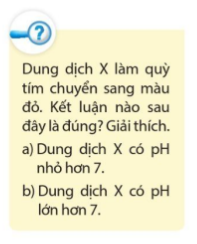 ?
Dung dịch X làm quỳ
tím chuyển sang màu
đỏ. Kết luận nào sau
đây là đúng? Giải thích.
a) Dung dịch X có pH
nhỏ hơn 7.
b) Dung dịch X có pH
lớn hơn 7.